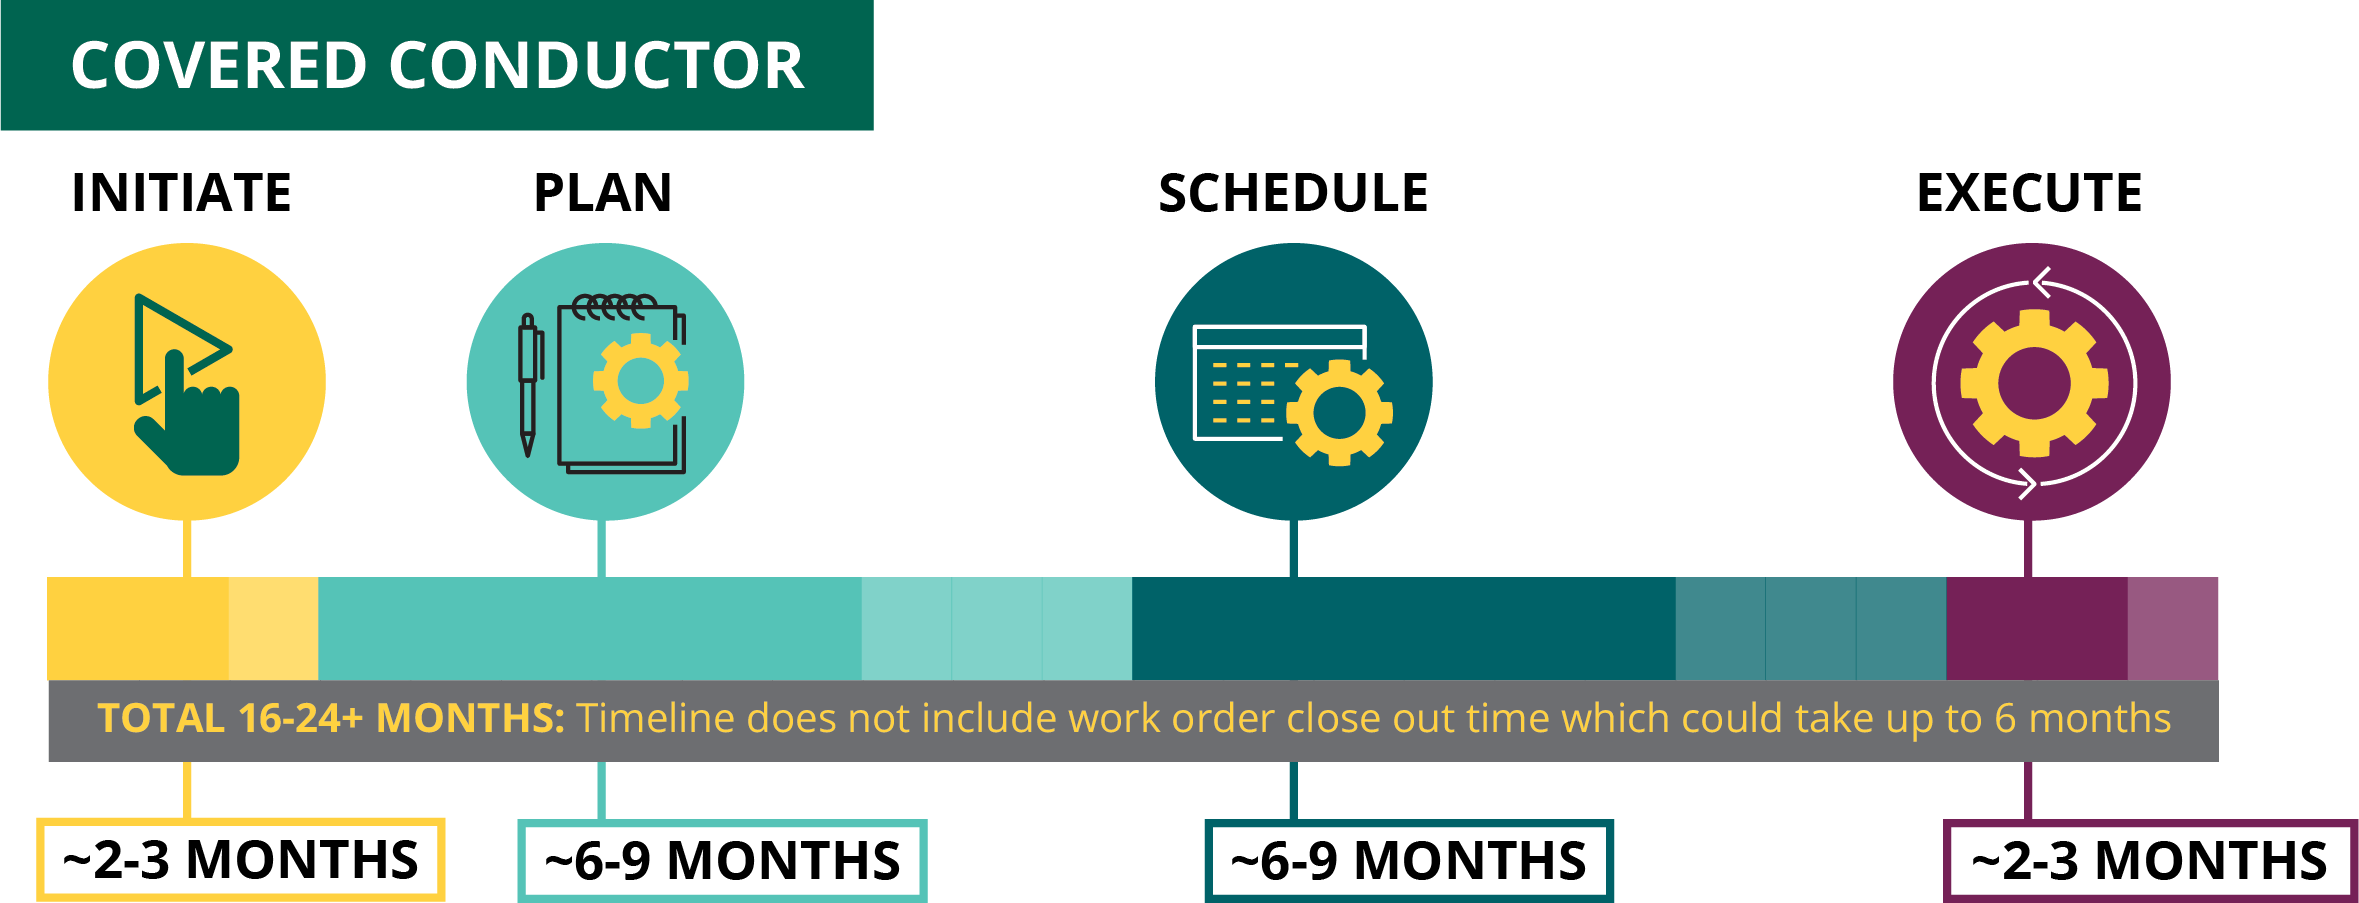 COVERED CONDUCTOR
INITIATE
PLAN
SCHEDULE
EXECUTE
TOTAL 16-24+ MONTHS: Timeline does not include work order close out time which could take up to 6 months
~2-3 MONTHS
~6-9 MONTHS
~6-9 MONTHS
~2-3 MONTHS